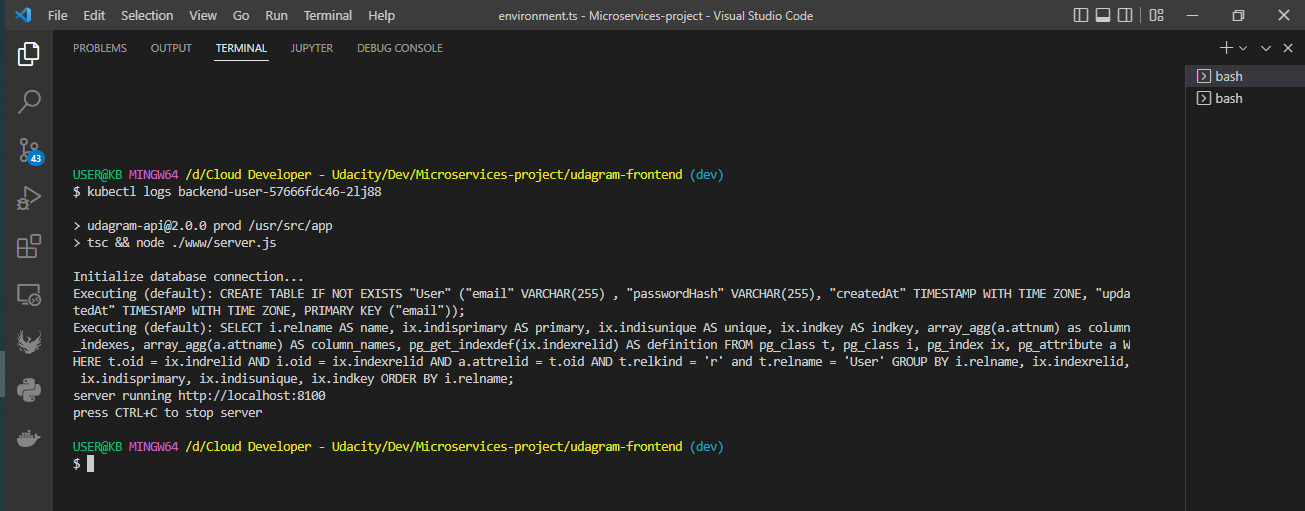 File Edit Selection View Go Run Terminal Help environment.ts - Microservices-project - Visual Studio Code
PROBLEMS OUTPUT TERMINAL JUPYTER DEBUG CONSOLE
bash
bash
43
USER@KB MINGW64 /d/Cloud Developer - Udacity/Dev/Microservices-project/udagram-frontend (dev)
$ kubectl logs backend-user-57666fdc46-2lj88
> udagram-api@2.0.0 prod /usr/src/app
> tsc && node ./www/server.js
Initialize database connection...
Executing (default): CREATE TABLE IF NOT EXISTS "User" ("email" VARCHAR(255) , "passwordHash" VARCHAR(255), "createdAt" TIMESTAMP WITH TIME ZONE, "upda
tedAt" TIMESTAMP WITH TIME ZONE, PRIMARY KEY ("email"));
Executing (default): SELECT i.relname AS name, ix.indisprimary AS primary, ix.indisunique AS unique, ix.indkey AS indkey, array_agg(a.attnum) as column
_indexes, array_agg(a.attname) AS column_names, pg_get_indexdef(ix.indexrelid) AS definition FROM pg_class t, pg_class i, pg_index ix, pg_attribute a W
HERE t.oid = ix.indrelid AND i.oid = ix.indexrelid AND a.attrelid = t.oid AND t.relkind = 'r' and t.relname = 'User' GROUP BY i.relname, ix.indexrelid,
 ix.indisprimary, ix.indisunique, ix.indkey ORDER BY i.relname;
server running http://localhost:8100
press CTRL+C to stop server
USER@KB MINGW64 /d/Cloud Developer - Udacity/Dev/Microservices-project/udagram-frontend (dev)
$